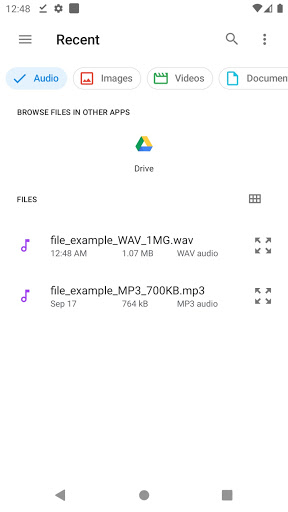 12:48
Recent
Audio
Images
Videos
Documen
BROWSE FILES IN OTHER APPS
Drive
FILES
file_example_WAV_1MG.wav
12:48 AM 1.07 MB WAV audio
file_example_MP3_700KB.mp3
Sep 17 764 kB MP3 audio